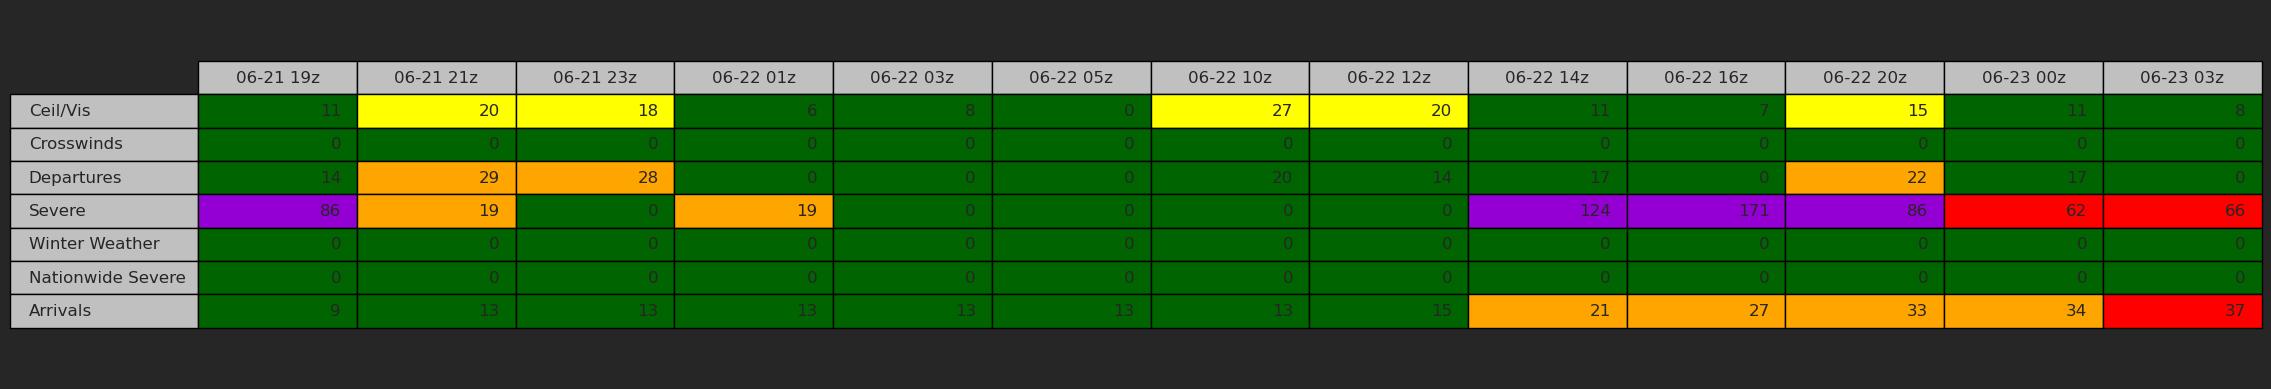 06-21 19z 06-21 21z 06-21 23z 06-22 01z 06-22 03z 06-22 05z 06-22 10z 06-22 12z 06-22 14z 06-22 16z 06-22 20z 06-23 00z 06-23 03z
Ceil/Vis 11 20 18 6 8 0 27 20 11 7 15 11 8
Crosswinds 0 0 0 0 0 0 0 0 0 0 0 0 0
Departures 14 29 28 0 0 0 20 14 17 0 22 17 0
Severe 86 19 0 19 0 0 0 0 124 171 86 62 66
Winter Weather 0 0 0 0 0 0 0 0 0 0 0 0 0
Nationwide Severe 0 0 0 0 0 0 0 0 0 0 0 0 0
Arrivals 9 13 13 13 13 13 13 15 21 27 33 34 37